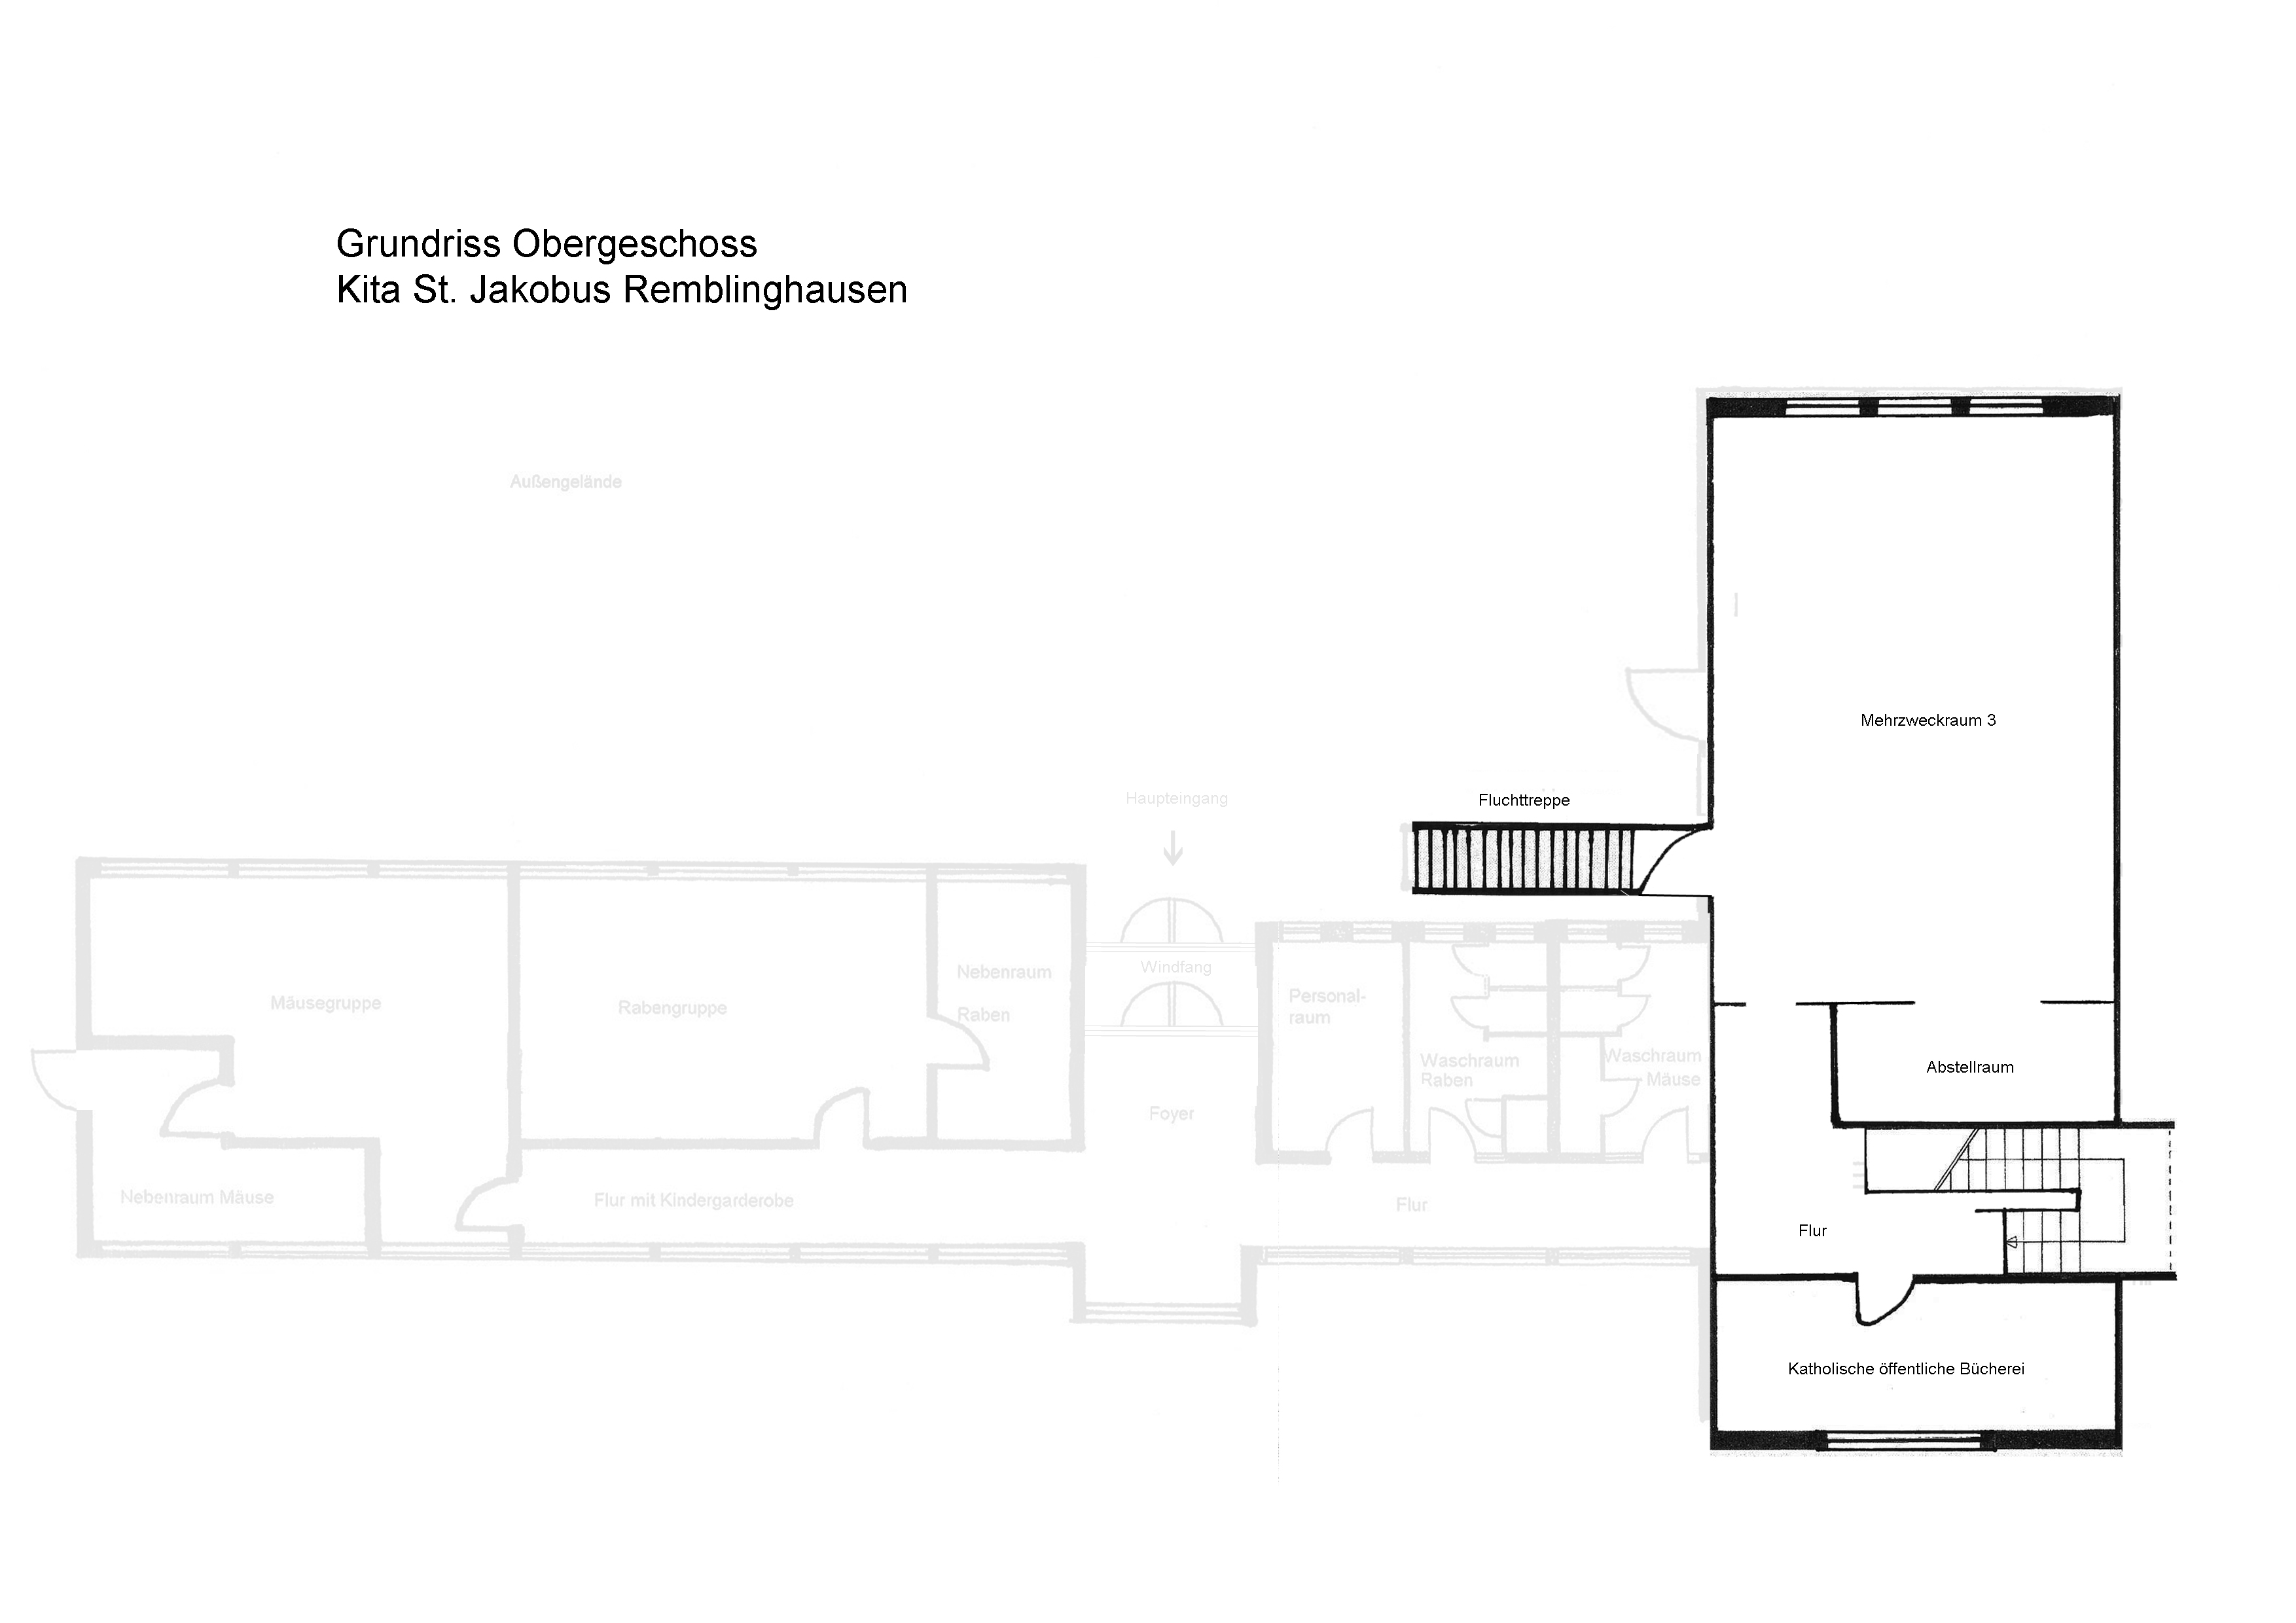 Grundriss Obergeschoss
Kita St. Jakobus Remblinghausen
Außengelände
Mehrzweckraum 3
Haupteingang
Fluchttreppe
Windfang
Nebenraum
Raben
Mäusegruppe
Rabengruppe
Personal-
raum
Waschraum
Raben
Waschraum
Mäuse
Abstellraum
Foyer
Nebenraum Mäuse
Flur mit Kindergarderobe
Flur
Flur
Katholische öffentliche Bücherei